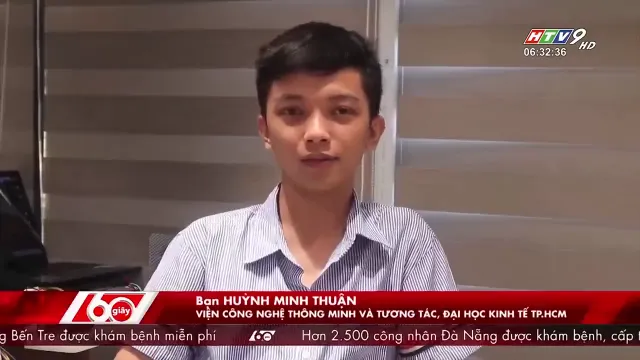 HTV9 HD
06:32:36
60 giây
Bạn HUỲNH MINH THUẬN
VIỆN CÔNG NGHỆ THÔNG MINH VÀ TƯƠNG TÁC, ĐẠI HỌC KINH TẾ TP.HCM
g Bến Tre được khám bệnh miễn phí Hơn 2.500 công nhân Đà Nẵng được khám bệnh, cấp t